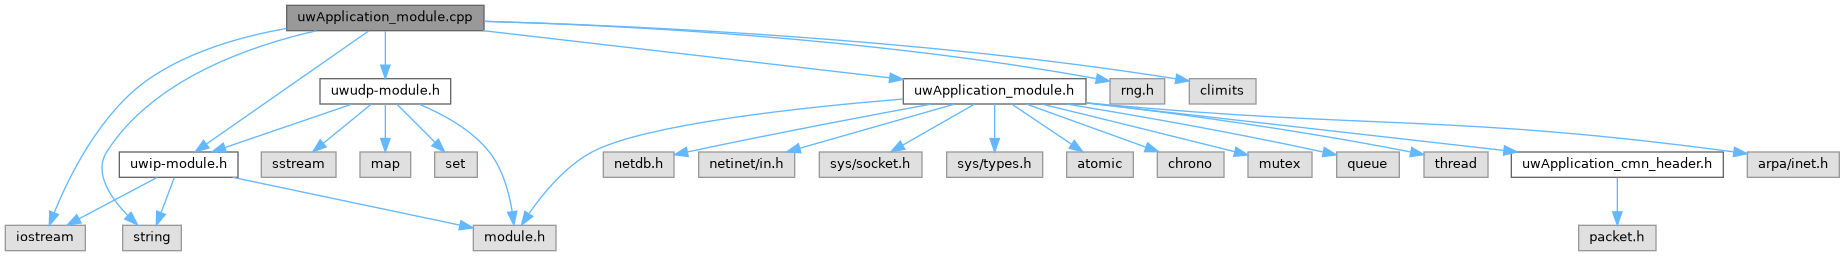 uwApplication_module.cpp
uwudp-module.h
uwApplication_module.h
rng.h
climits
uwip-module.h
sstream
map
set
netdb.h
netinet/in.h
sys/socket.h
sys/types.h
atomic
chrono
mutex
queue
thread
uwApplication_cmn_header.h
arpa/inet.h
iostream
string
module.h
packet.h